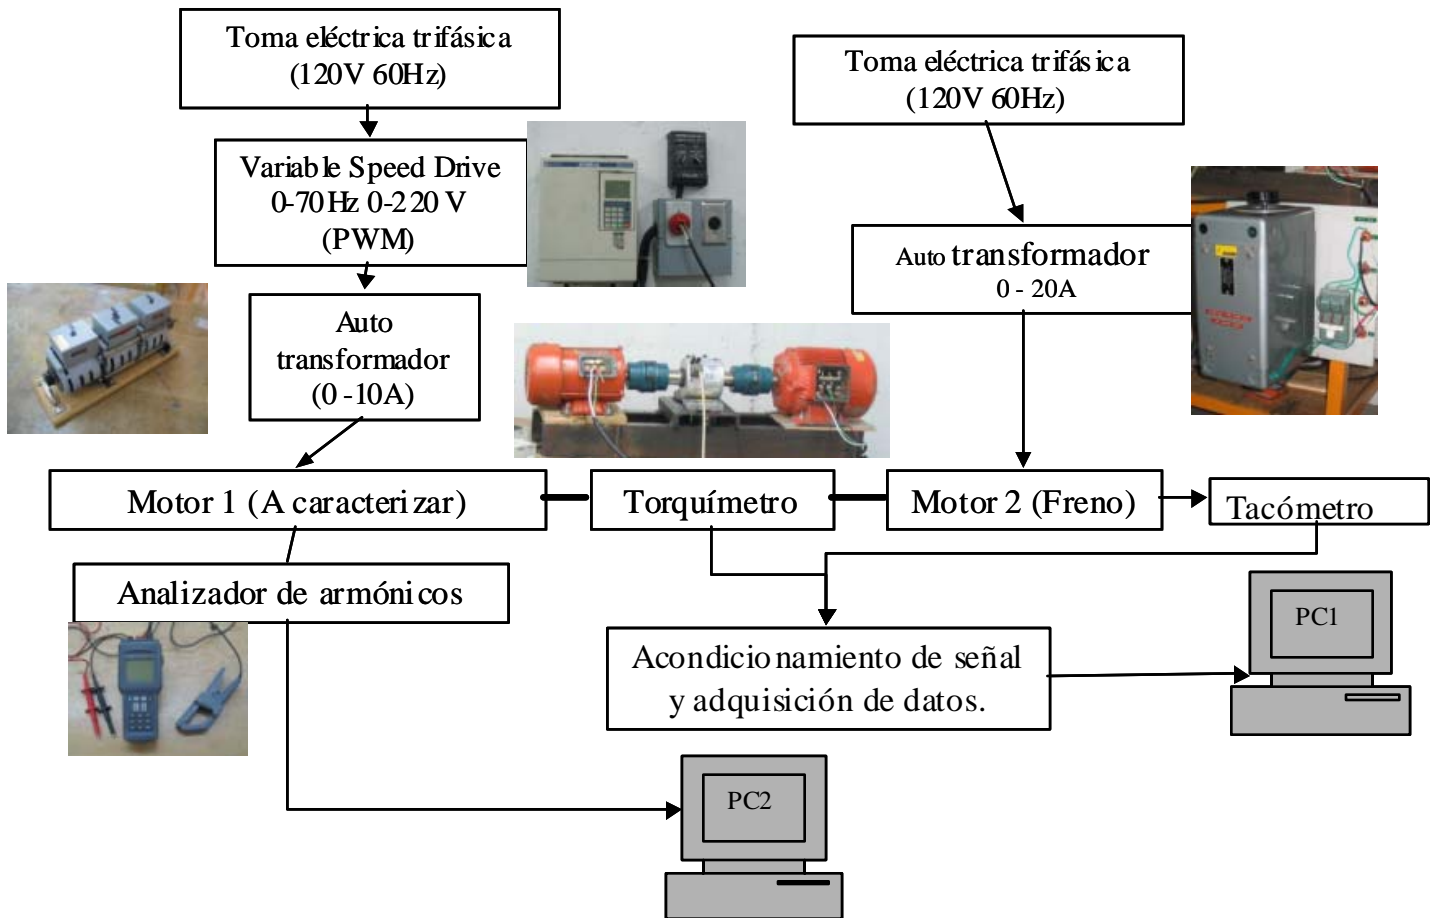 Toma eléctrica trifásica
(120V 60Hz)
Toma eléctrica trifásica
(120V 60Hz)
Variable Speed Drive
0-70Hz 0-220 V
(PWM)
Auto transformador
0 - 20A
Auto
transformador
(0 -10A)
Motor 1 (A caracterizar)
Torquímetro
Motor 2 (Freno)
Tacómetro
Analizador de armónicos
PC1
Acondicionamiento de señal
y adquisición de datos.
PC2